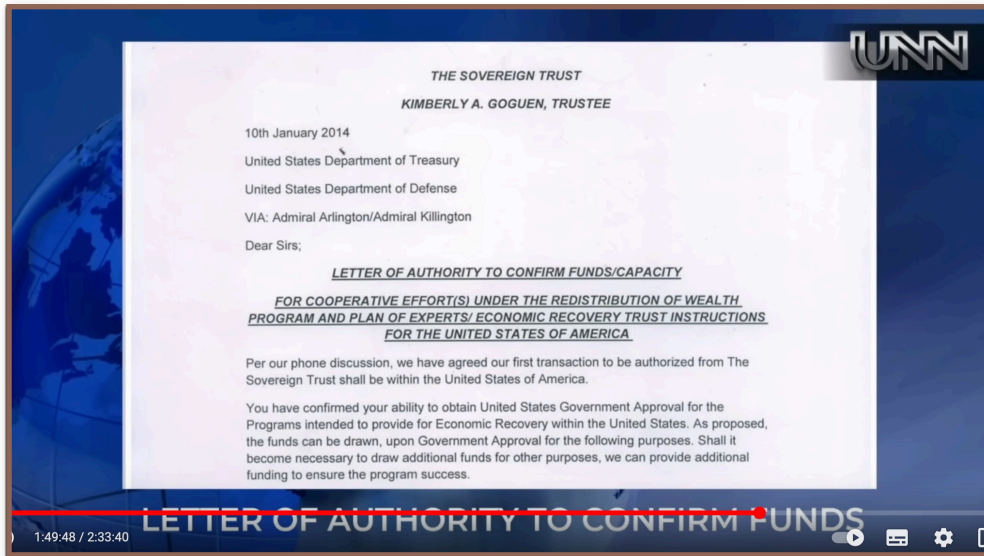 UNN
THE SOVEREIGN TRUST
KIMBERLY A. GOGUEN, TRUSTEE
10th January 2014
United States Department of Treasury
United States Department of Defense
VIA: Admiral Arlington/Admiral Killington
Dear Sirs;
LETTER OF AUTHORITY TO CONFIRM FUNDS/CAPACITY
FOR COOPERATIVE EFFORT(S) UNDER THE REDISTRIBUTION OF WEALTH
PROGRAM AND PLAN OF EXPERTS/ ECONOMIC RECOVERY TRUST INSTRUCTIONS
FOR THE UNITED STATES OF AMERICA
Per our phone discussion, we have agreed our first transaction to be authorized from The
Sovereign Trust shall be within the United States of America.
You have confirmed your ability to obtain United States Government Approval for the
Programs intended to provide for Economic Recovery within the United States. As proposed,
the funds can be drawn, upon Government Approval for the following purposes. Shall it
become necessary to draw additional funds for other purposes, we can provide additional
funding to ensure the program success.
LETTER OF AUTHORITY TO CONFIRM FUNDS
1:49:48 / 2:33:40